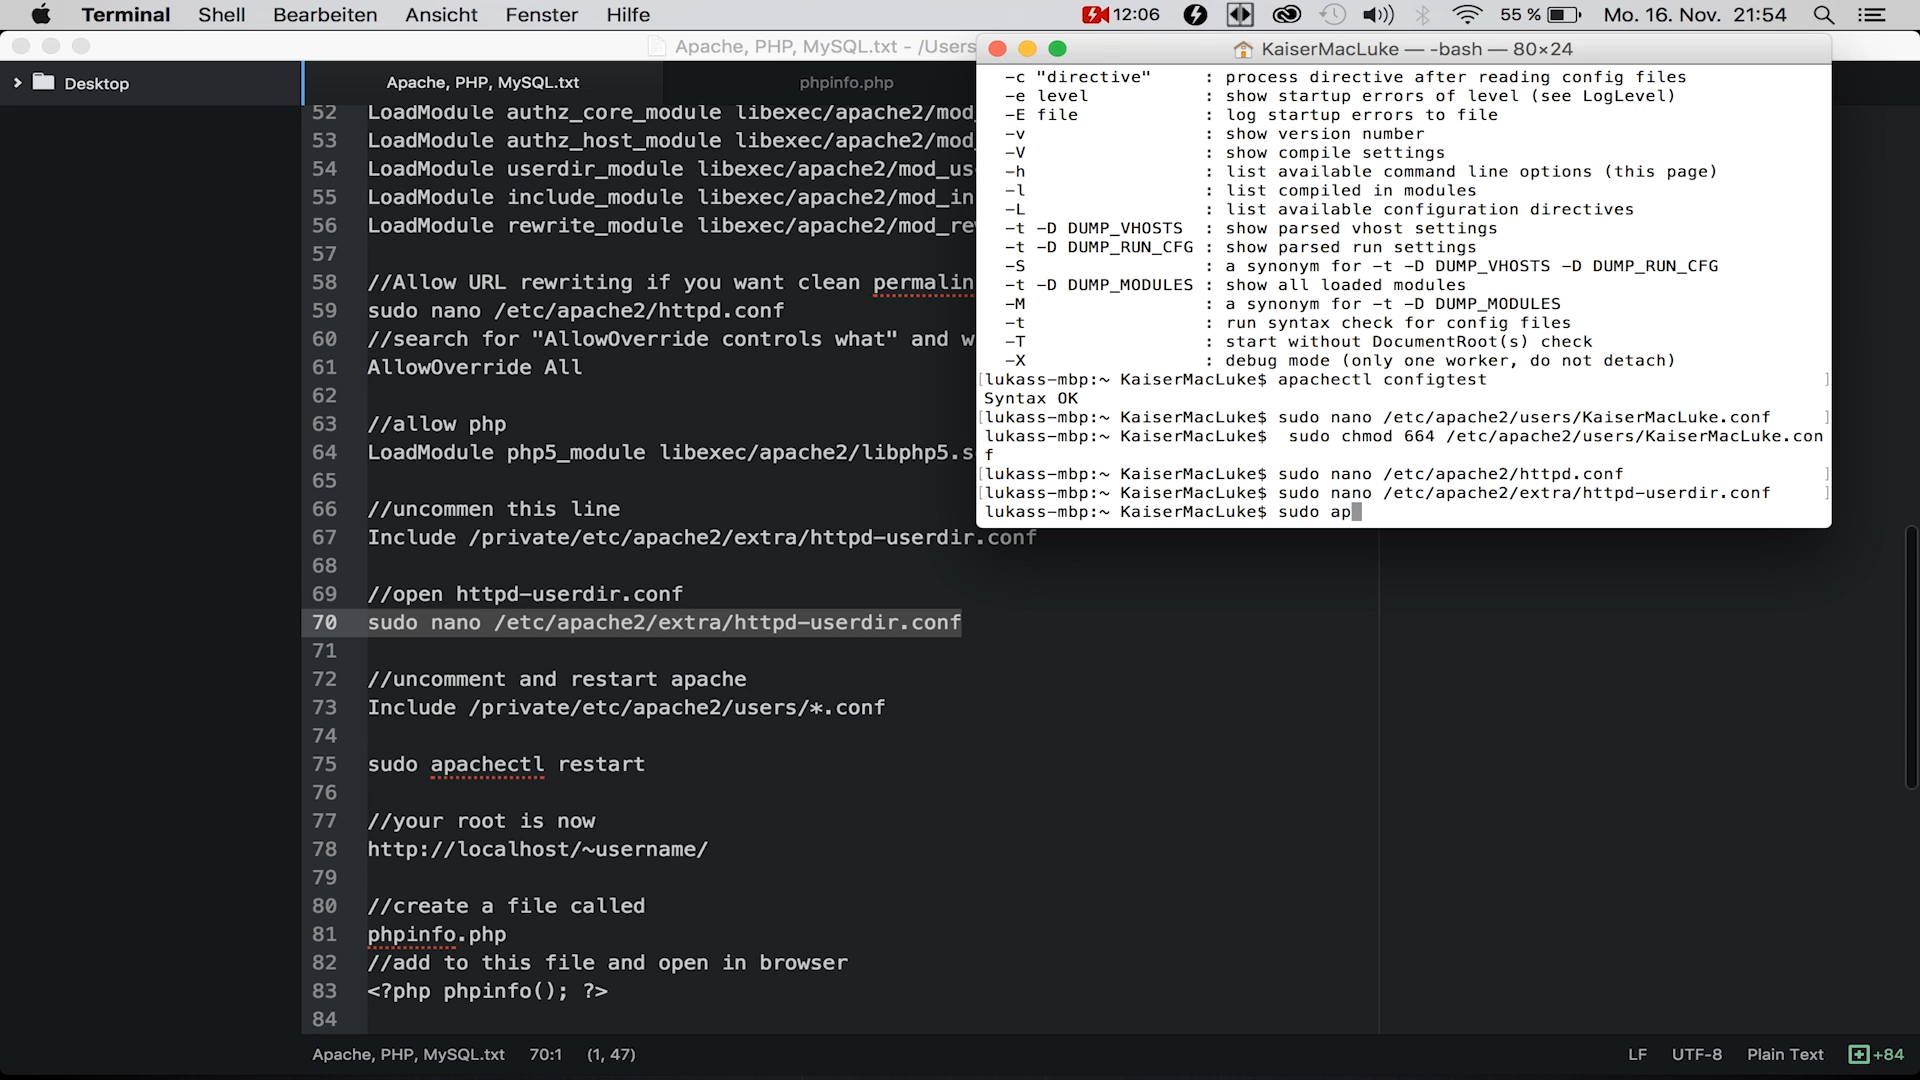 Terminal Shell Bearbeiten Ansicht Fenster Hilfe 12:06 55 % Mo. 16. Nov. 21:54
Apache, PHP, MySQL.txt - /Users
Desktop
Apache, PHP, MySQL.txt phpinfo.php
52 LoadModule authz_core_module libexec/apache2/mod_
53 LoadModule authz_host_module libexec/apache2/mod_
54 LoadModule userdir_module libexec/apache2/mod_us
55 LoadModule include_module libexec/apache2/mod_in
56 LoadModule rewrite_module libexec/apache2/mod_re
57
58 //Allow URL rewriting if you want clean permalin
59 sudo nano /etc/apache2/httpd.conf
60 //search for "AllowOverride controls what" and w
61 AllowOverride All
62
63 //allow php
64 LoadModule php5_module libexec/apache2/libphp5.s
65
66 //uncommen this line
67 Include /private/etc/apache2/extra/httpd-userdir.conf
68
69 //open httpd-userdir.conf
70 sudo nano /etc/apache2/extra/httpd-userdir.conf
71
72 //uncomment and restart apache
73 Include /private/etc/apache2/users/*.conf
74
75 sudo apachectl restart
76
77 //your root is now
78 http://localhost/~username/
79
80 //create a file called
81 phpinfo.php
82 //add to this file and open in browser
83 <?php phpinfo(); ?>
84
Apache, PHP, MySQL.txt 70:1 (1, 47) LF UTF-8 Plain Text +84
KaiserMacLuke — -bash — 80×24
-c "directive" : process directive after reading config files
-e level : show startup errors of level (see LogLevel)
-E file : log startup errors to file
-v : show version number
-V : show compile settings
-h : list available command line options (this page)
-l : list compiled in modules
-L : list available configuration directives
-t -D DUMP_VHOSTS : show parsed vhost settings
-t -D DUMP_RUN_CFG : show parsed run settings
-S : a synonym for -t -D DUMP_VHOSTS -D DUMP_RUN_CFG
-t -D DUMP_MODULES : show all loaded modules
-M : a synonym for -t -D DUMP_MODULES
-t : run syntax check for config files
-T : start without DocumentRoot(s) check
-X : debug mode (only one worker, do not detach)
[lukass-mbp:~ KaiserMacLuke$ apachectl configtest ]
Syntax OK
[lukass-mbp:~ KaiserMacLuke$ sudo nano /etc/apache2/users/KaiserMacLuke.conf ]
lukass-mbp:~ KaiserMacLuke$  sudo chmod 664 /etc/apache2/users/KaiserMacLuke.con
f
[lukass-mbp:~ KaiserMacLuke$ sudo nano /etc/apache2/httpd.conf ]
[lukass-mbp:~ KaiserMacLuke$ sudo nano /etc/apache2/extra/httpd-userdir.conf ]
lukass-mbp:~ KaiserMacLuke$ sudo ap